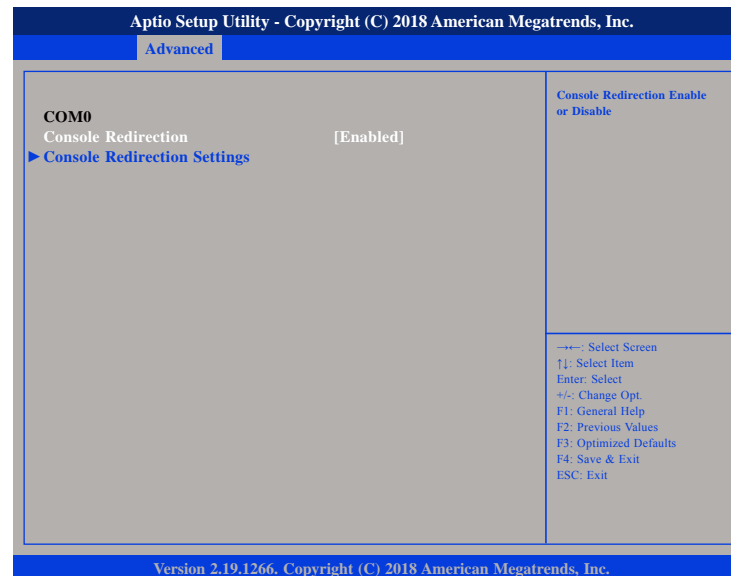 Aptio Setup Utility - Copyright (C) 2018 American Megatrends, Inc.
Advanced
COM0
Console Redirection [Enabled]
►Console Redirection Settings
Console Redirection Enable
or Disable
→←: Select Screen
↑↓: Select Item
Enter: Select
+/-: Change Opt.
F1: General Help
F2: Previous Values
F3: Optimized Defaults
F4: Save & Exit
ESC: Exit
Version 2.19.1266. Copyright (C) 2018 American Megatrends, Inc.